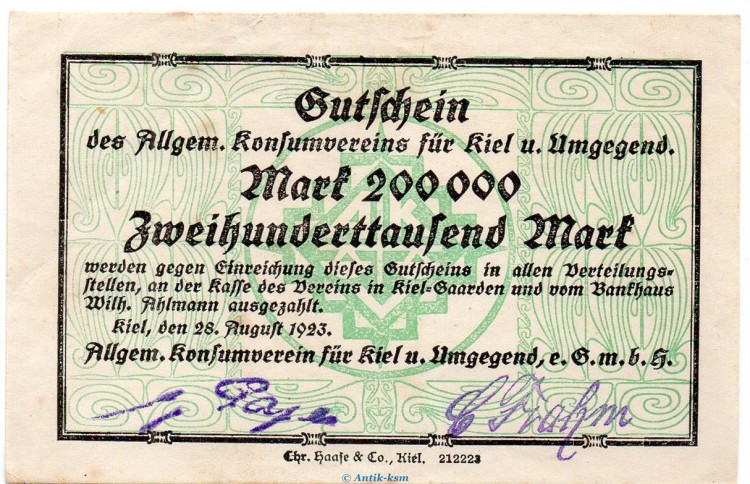 Gutschein
des Allgem. Konsumvereins für Kiel u. Umgegend.
Mark 200000
Zweihunderttausend Mark
werden gegen Einreichung dieses Gutscheins in allen Verteilungs-
stellen, an der Kasse des Vereins in Kiel-Gaarden und vom Bankhaus
Wilh. Ahlmann ausgezahlt.
Kiel, den 28. August 1923.
Allgem. Konsumverein für Kiel u. Umgegend, e. G. m. b. H.
C Frahm
Chr. Haase & Co., Kiel. 212223
© Antik-ksm